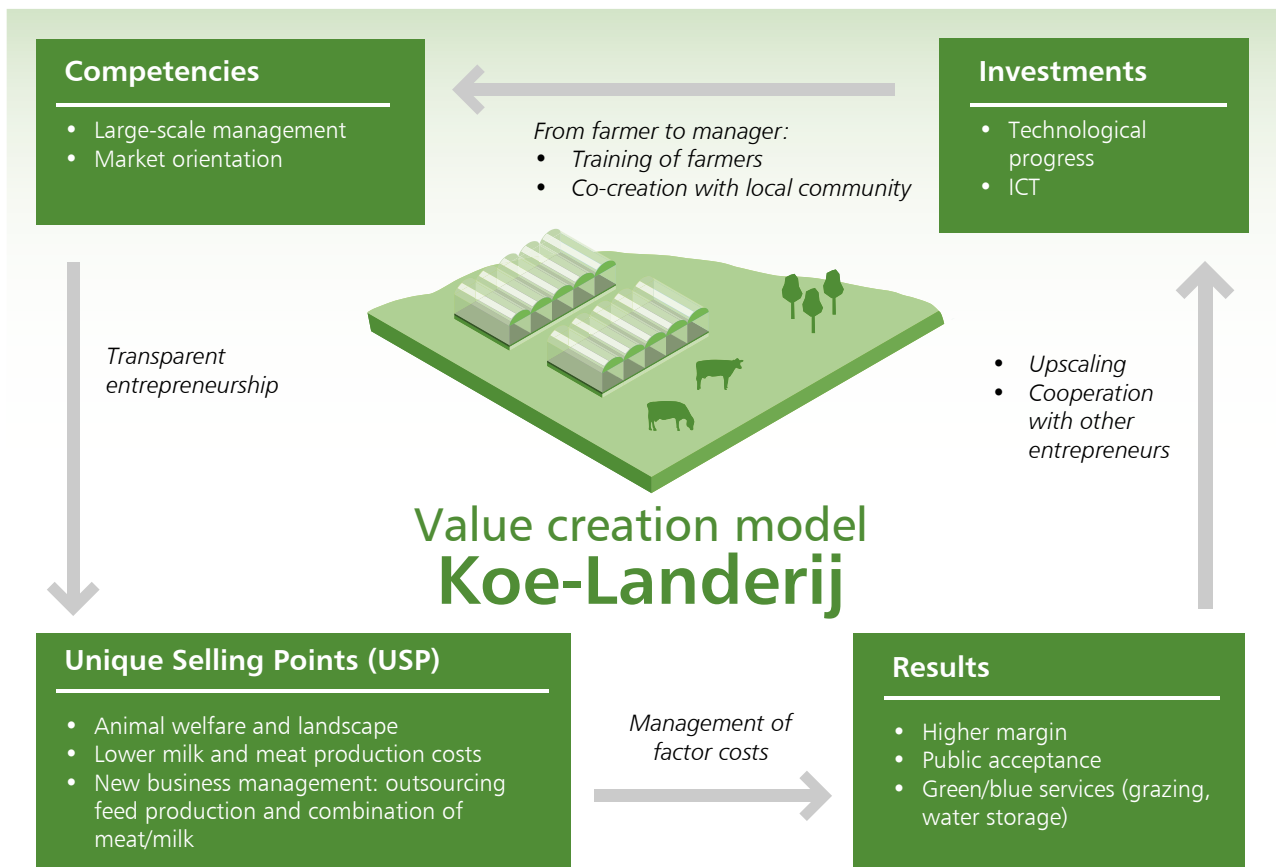 Competencies
• Large-scale management
• Market orientation
From farmer to manager:
• Training of farmers
• Co-creation with local community
Investments
• Technological
progress
• ICT
Transparent
entrepreneurship
• Upscaling
• Cooperation
with other
entrepreneurs
Value creation model
Koe-Landerij
Unique Selling Points (USP)
• Animal welfare and landscape
• Lower milk and meat production costs
• New business management: outsourcing
feed production and combination of
meat/milk
Management of
factor costs
Results
• Higher margin
• Public acceptance
• Green/blue services (grazing,
water storage)